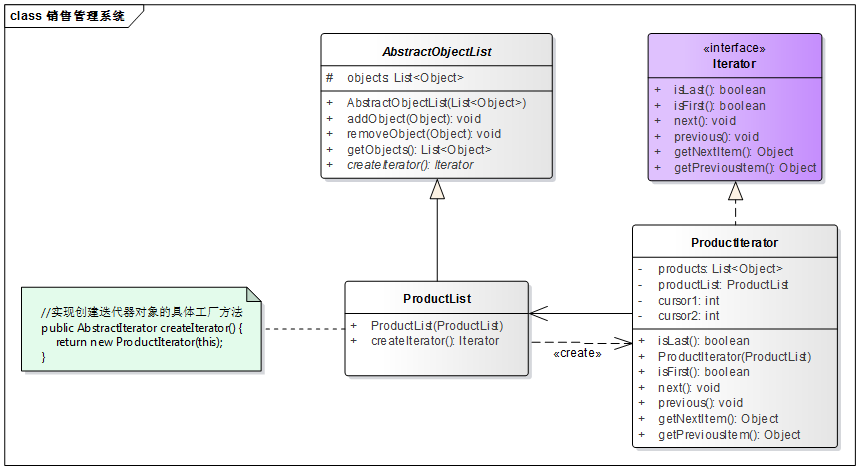 class 销售管理系统
AbstractObjectList
# objects: List<Object>
+ AbstractObjectList(List<Object>)
+ addObject(Object): void
+ removeObject(Object): void
+ getObjects(): List<Object>
+ createIterator(): Iterator
«interface»
Iterator
+ isLast(): boolean
+ isFirst(): boolean
+ next(): void
+ previous(): void
+ getNextItem(): Object
+ getPreviousItem(): Object
ProductIterator
- products: List<Object>
- productList: ProductList
- cursor1: int
- cursor2: int
+ isLast(): boolean
+ ProductIterator(ProductList)
+ isFirst(): boolean
+ next(): void
+ previous(): void
+ getNextItem(): Object
+ getPreviousItem(): Object
ProductList
+ ProductList(ProductList)
+ createIterator(): Iterator
«create»
//实现创建迭代器对象的具体工厂方法
public AbstractIterator createIterator() {
return new ProductIterator(this);
}